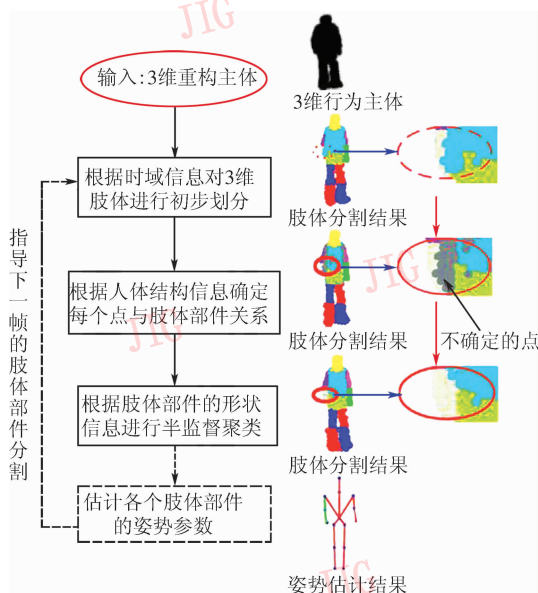 JIG
输入:3维重构主体
3维行为主体
根据时域信息对3维
肢体进行初步划分
肢体分割结果
根据人体结构信息确定
每个点与肢体部件关系
JIG
JIG
不确定的点
肢体分割结果
根据肢体部件的形状
信息进行半监督聚类
肢体分割结果
估计各个肢体部件
的姿势参数
指导下一帧的肢体部件分割
JIG
姿势估计结果